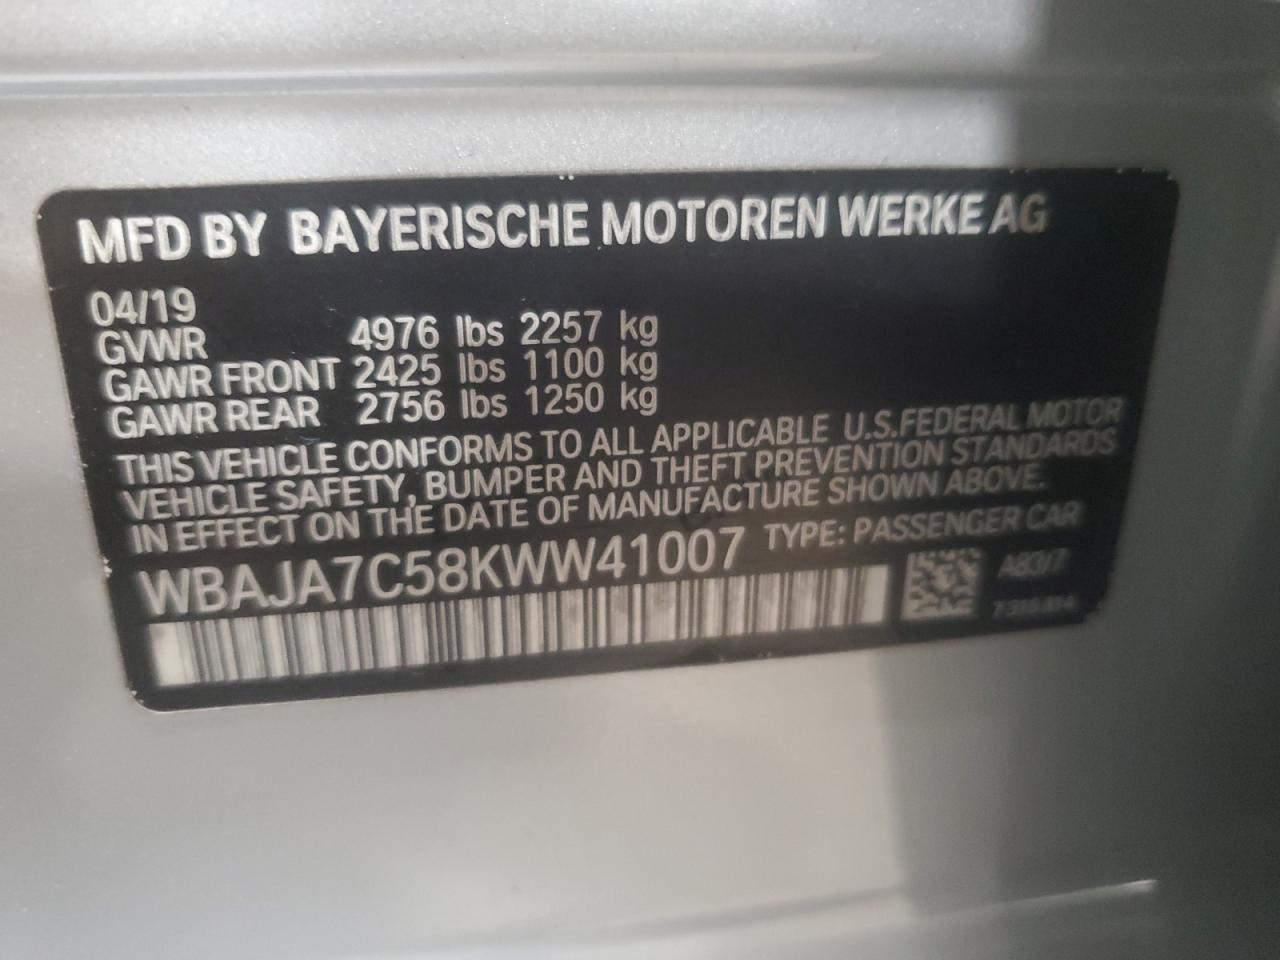 MFD BY BAYERISCHE MOTOREN WERKE AG
04/19
GVWR 4976 lbs 2257 kg
GAWR FRONT 2425 lbs 1100 kg
GAWR REAR 2756 lbs 1250 kg
THIS VEHICLE CONFORMS TO ALL APPLICABLE U.S.FEDERAL MOTOR
VEHICLE SAFETY, BUMPER AND THEFT PREVENTION STANDARDS
IN EFFECT ON THE DATE OF MANUFACTURE SHOWN ABOVE.
WBAJA7C58KWW41007 TYPE: PASSENGER CAR